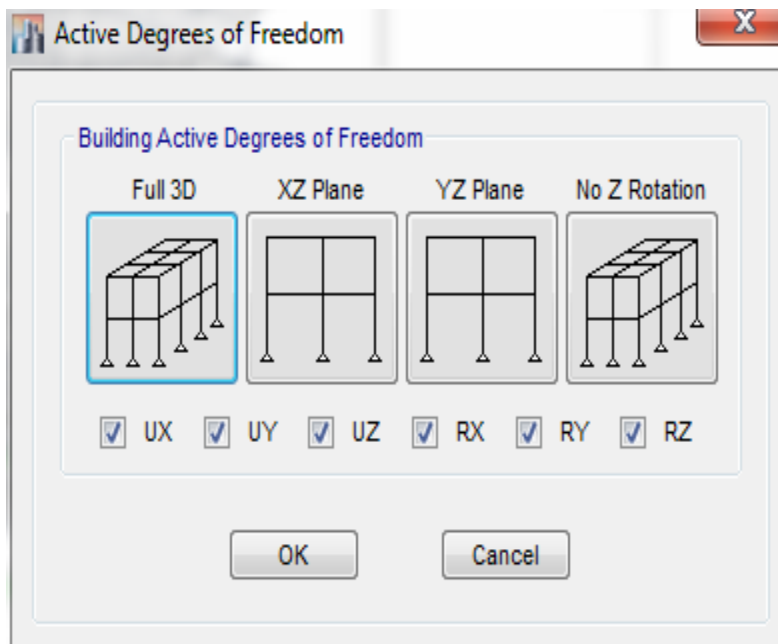 Active Degrees of Freedom
X
Building Active Degrees of Freedom
Full 3D XZ Plane YZ Plane No Z Rotation
UX UY UZ RX RY RZ
OK Cancel